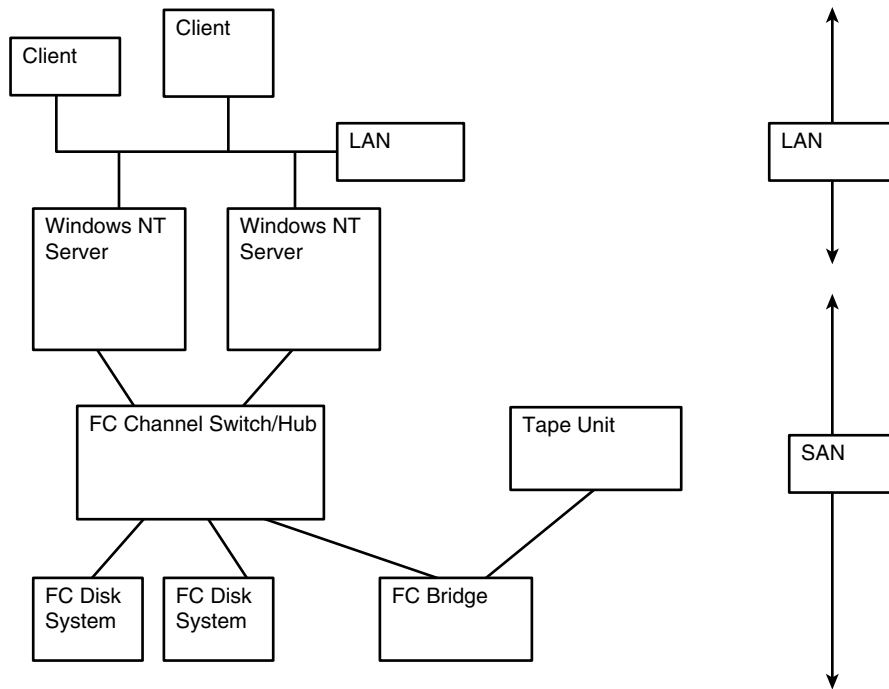 Client
Client
LAN
LAN
Windows NT
Server
Windows NT
Server
FC Channel Switch/Hub
Tape Unit
SAN
FC Disk
System
FC Disk
System
FC Bridge